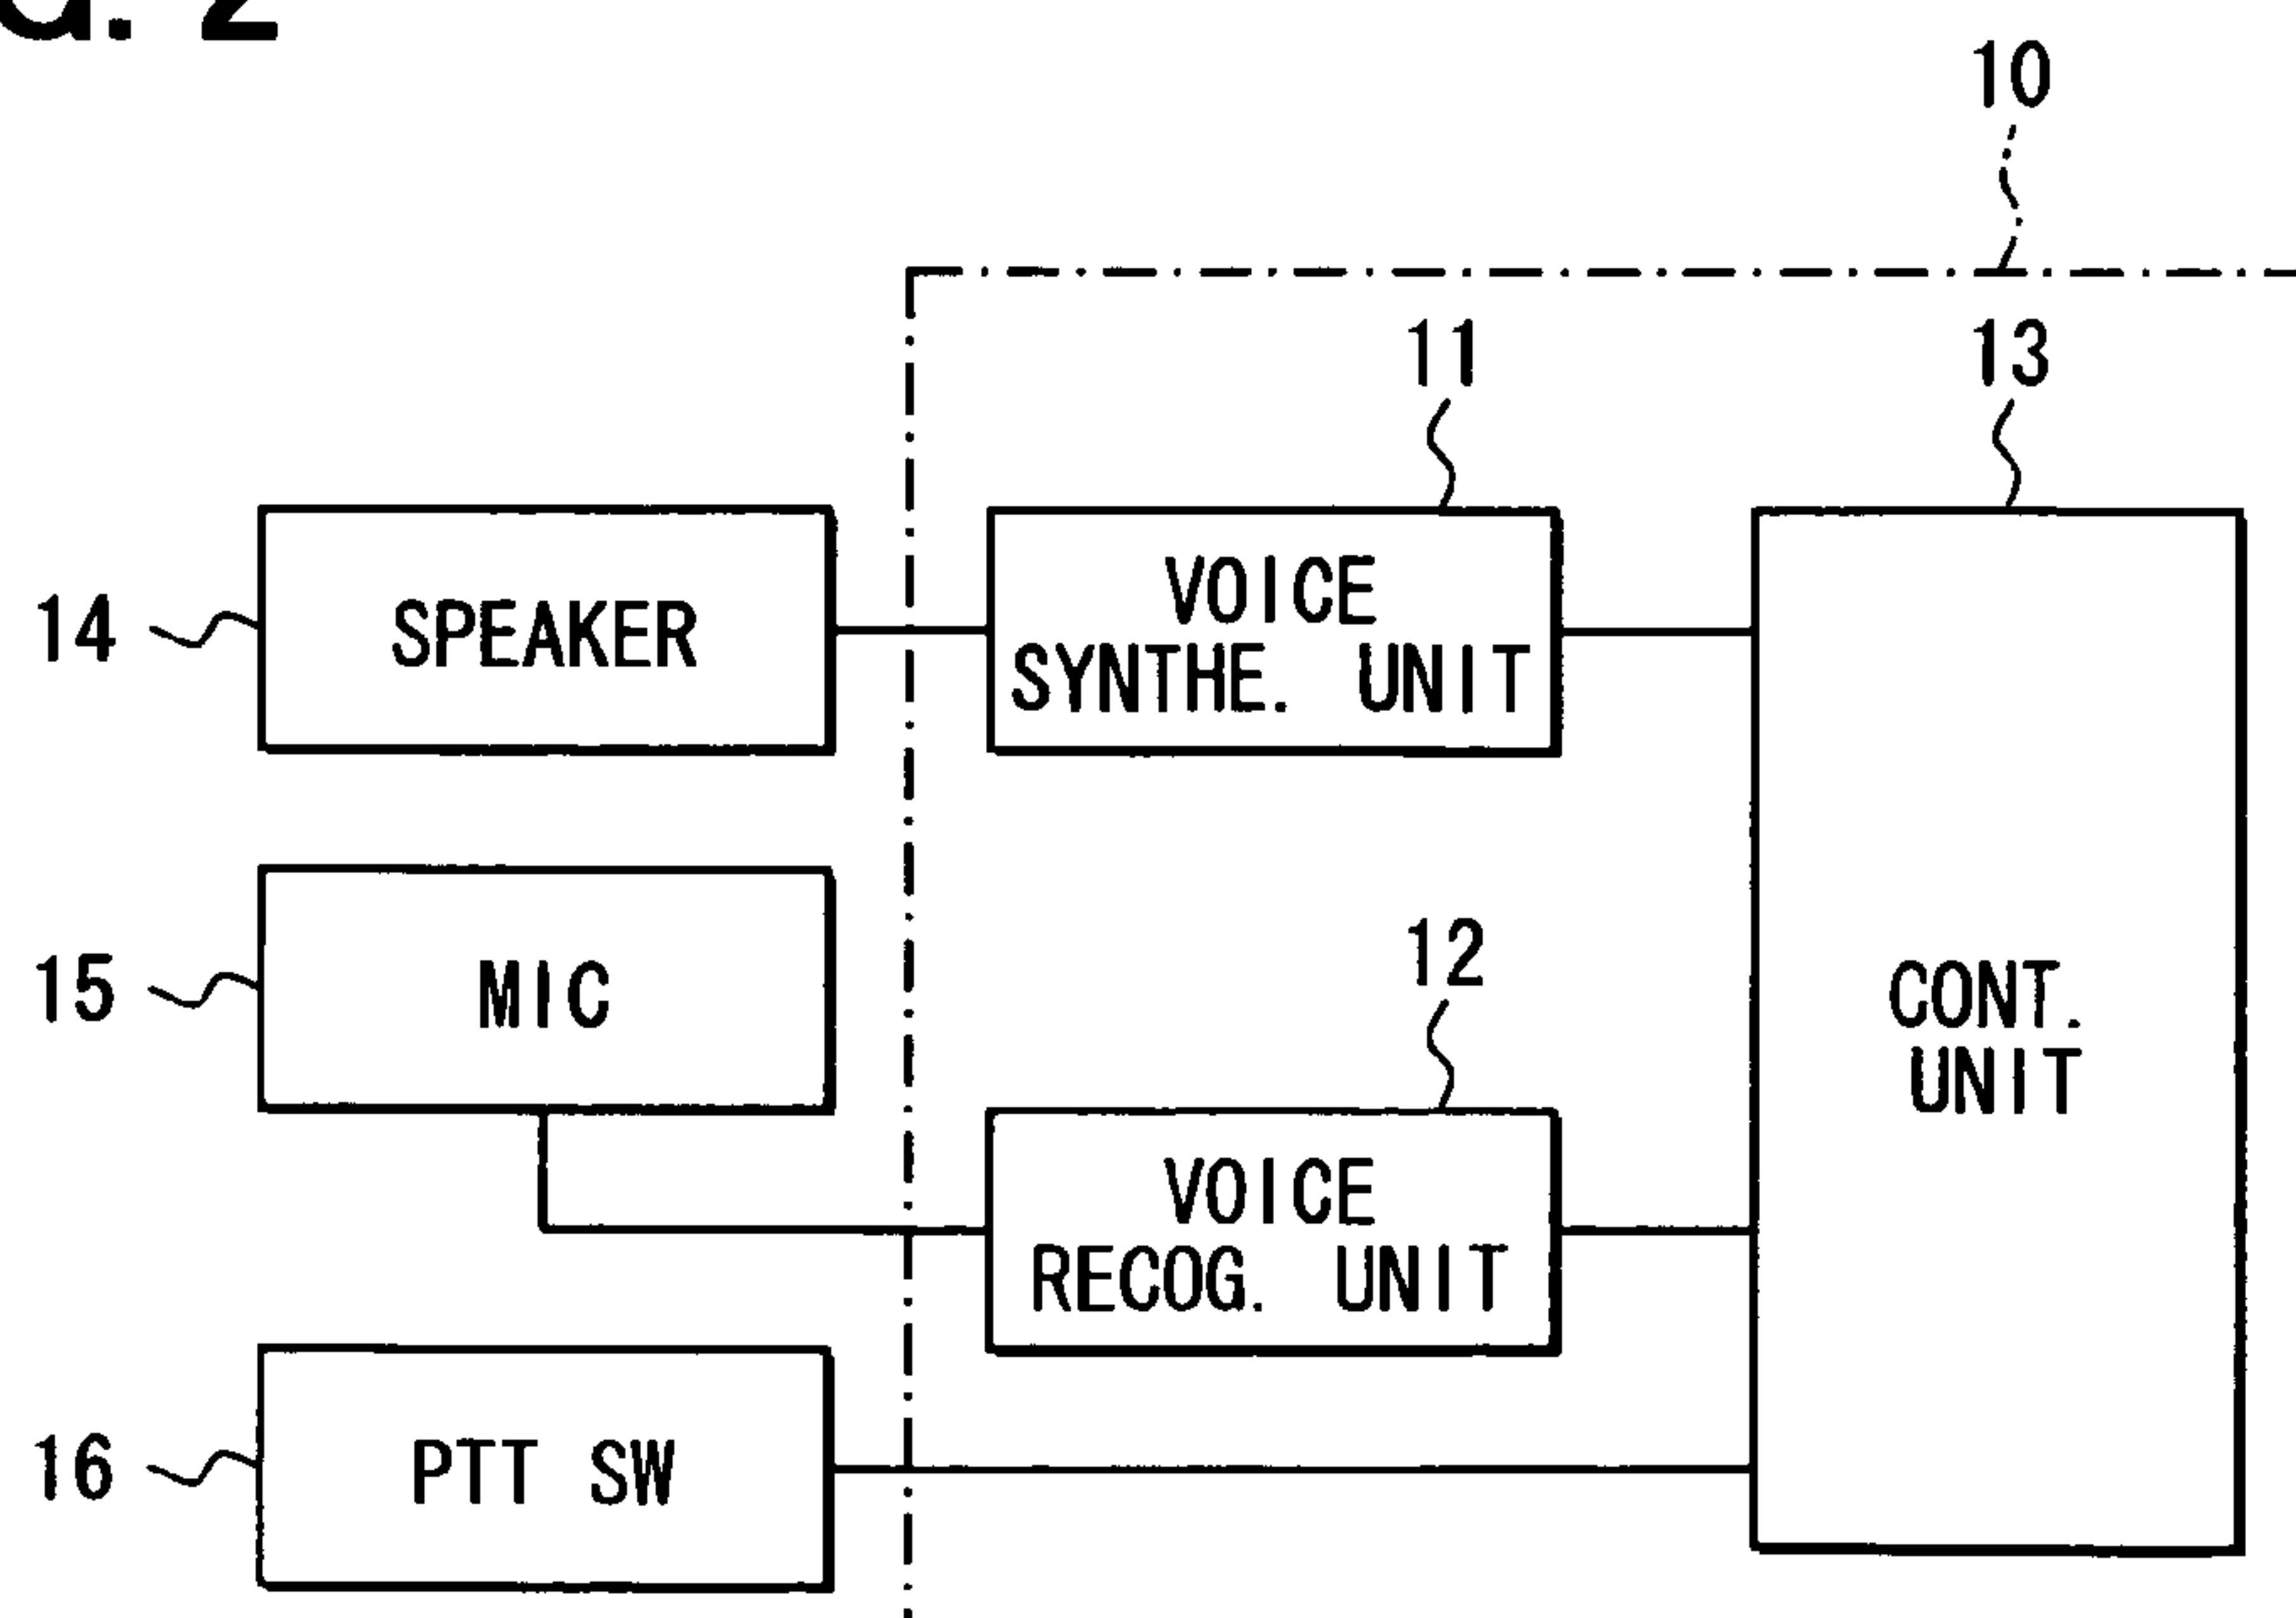 . 2
10
11
13
14
SPEAKER
VOICE
SYNTHE. UNIT
15
MIC
12
CONT.
UNIT
VOICE
RECOG. UNIT
16
PTT SW